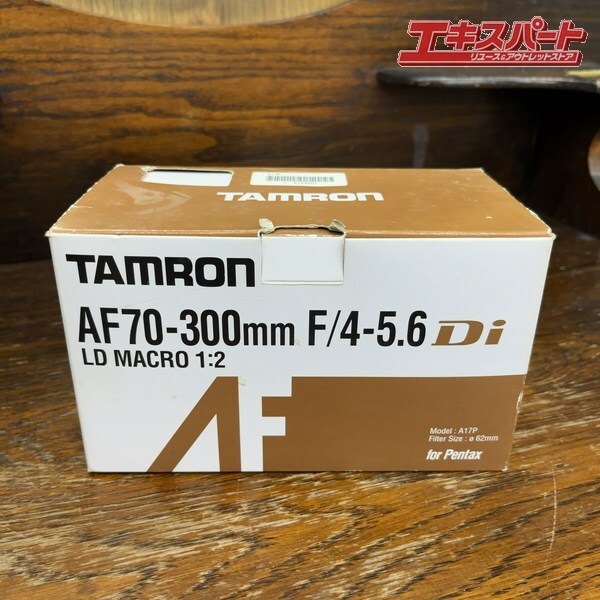 エキスパート
リユース&アウトレットストア
TAMRON
TAMRON
AF70-300mm F/4-5.6 Di
LD MACRO 1:2
AF
Model : A17P
Filter Size : ø 62mm
for Pentax